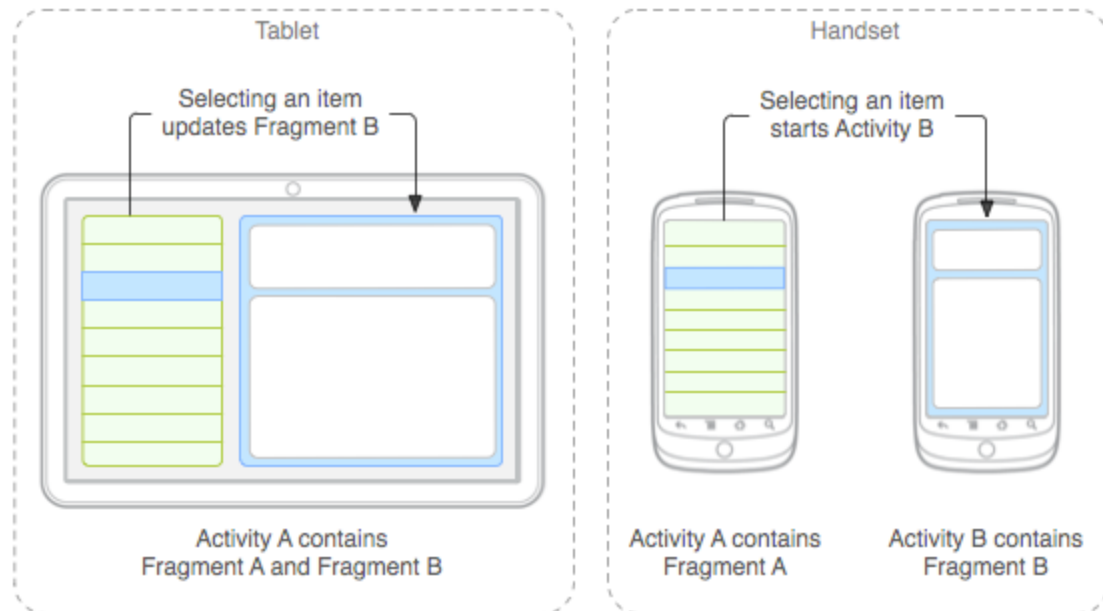 Tablet
Selecting an item
updates Fragment B
Activity A contains
Fragment A and Fragment B
Handset
Selecting an item
starts Activity B
Activity A contains
Fragment A
Activity B contains
Fragment B